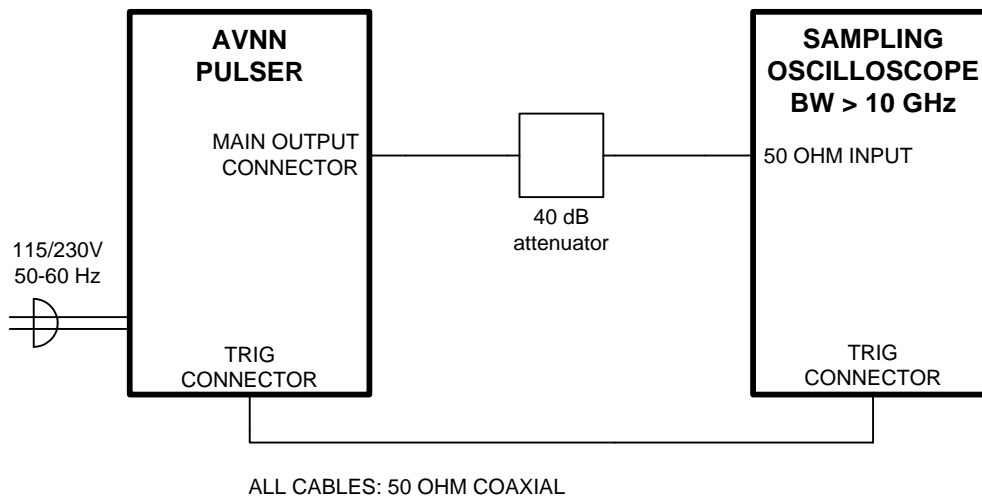 AVNN
PULSER
MAIN OUTPUT
CONNECTOR
115/230V
50-60 Hz
TRIG
CONNECTOR
40 dB
attenuator
SAMPLING
OSCILLOSCOPE
BW > 10 GHz
50 OHM INPUT
TRIG
CONNECTOR
ALL CABLES: 50 OHM COAXIAL